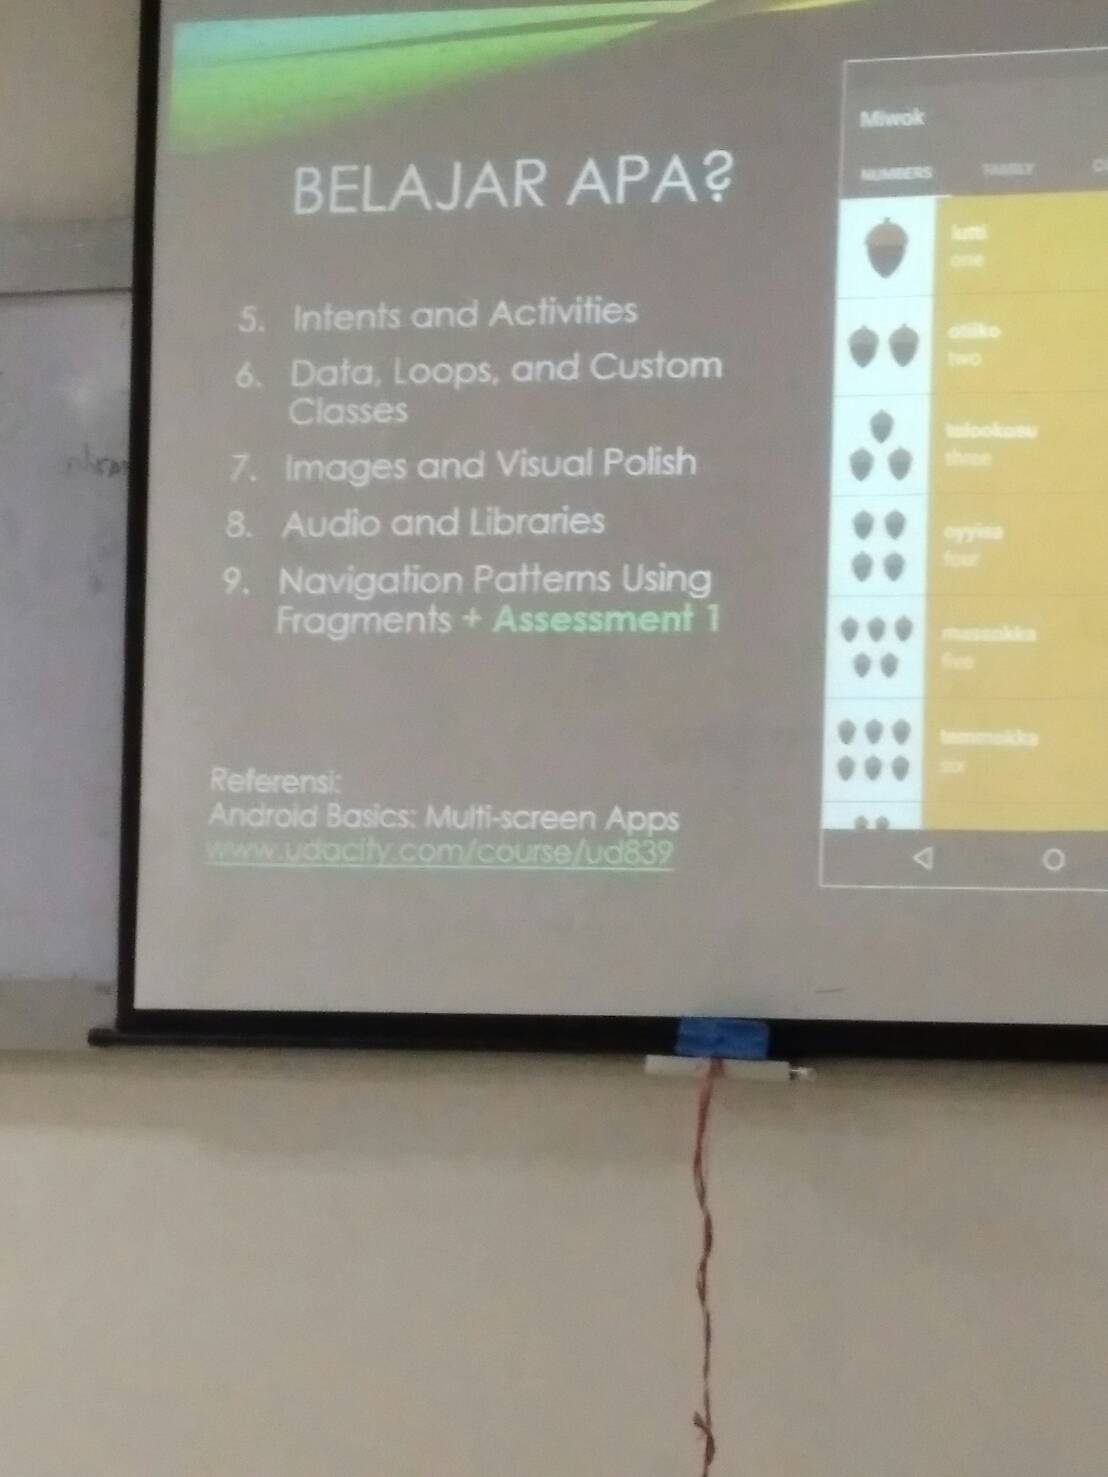 BELAJAR APA?
5. Intents and Activities
6. Data, Loops, and Custom
Classes
7. Images and Visual Polish
8. Audio and Libraries
9. Navigation Patterns Using
Fragments + Assessment 1
Referensi:
Android Basics: Multi-screen Apps
www.udacity.com/course/ud839
Miwok
NUMBERS FAMILY
lutti
one
otiiko
two
tolookosu
three
oyyisa
four
massokka
five
temmokka
six